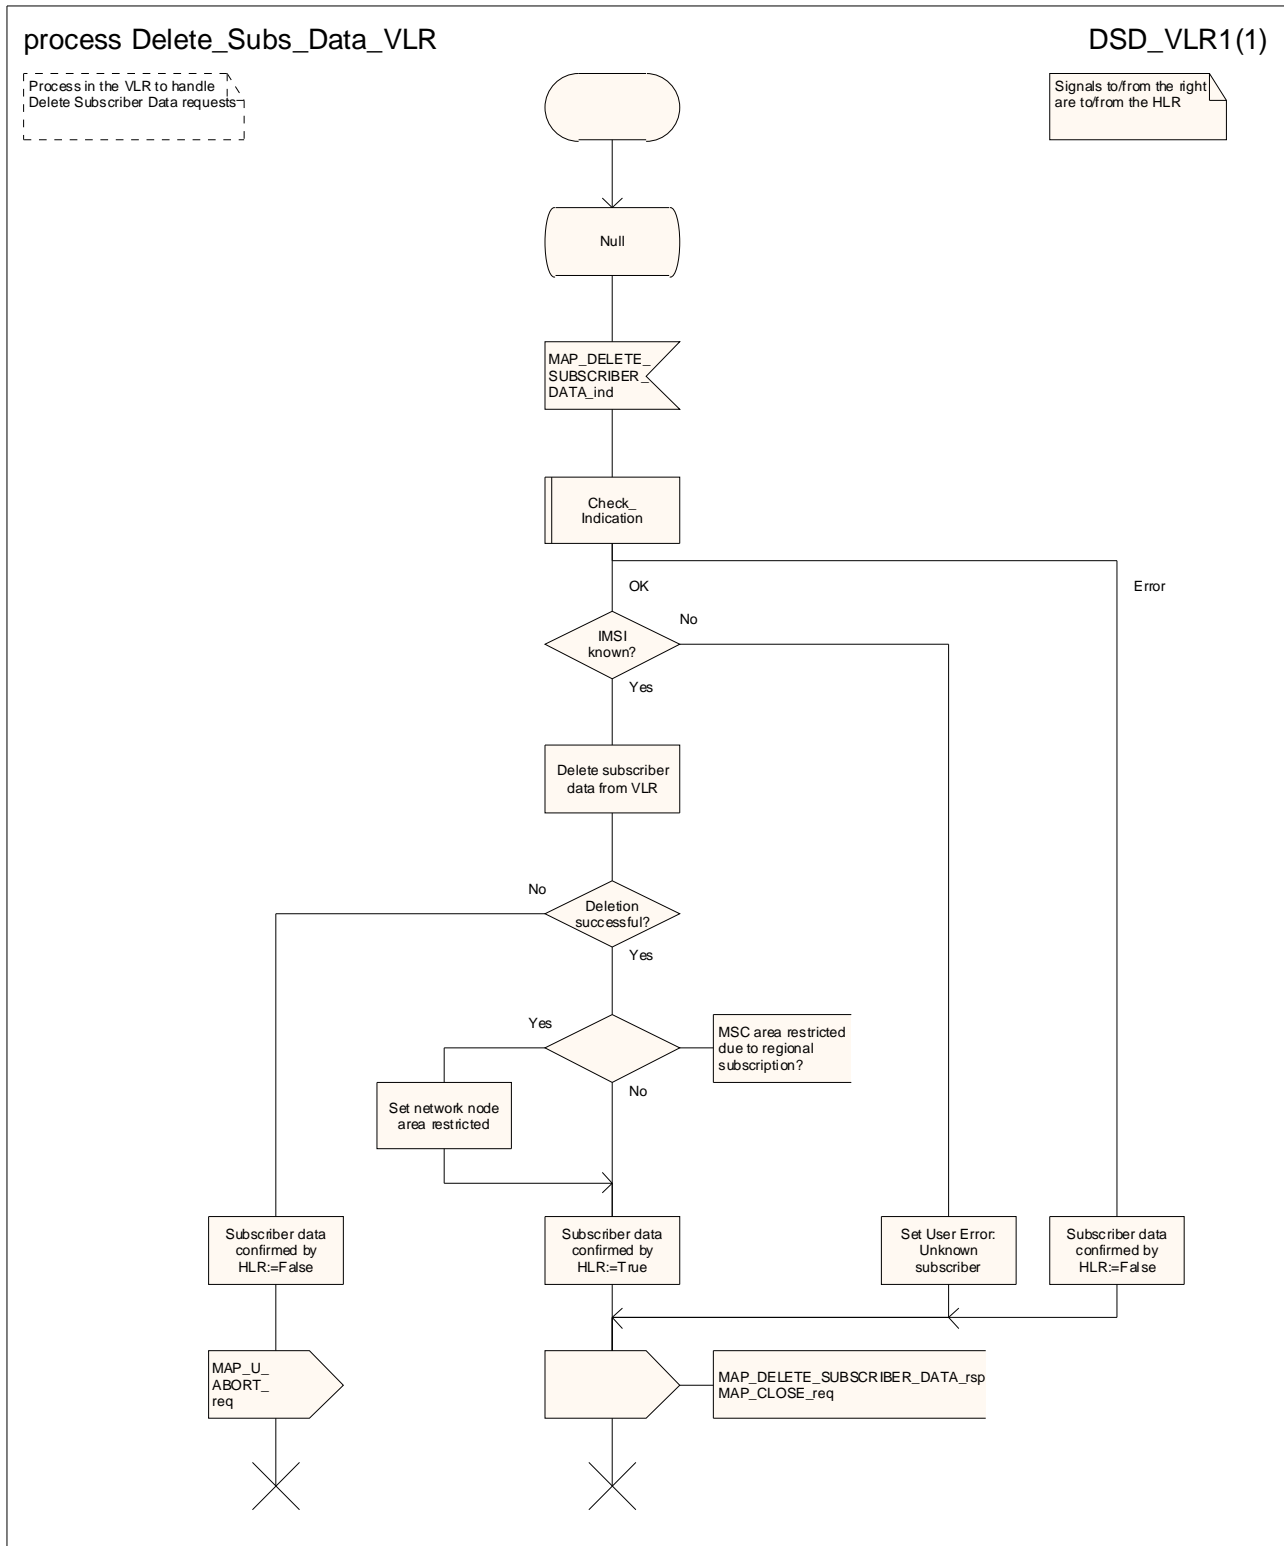 process Delete_Subs_Data_VLR
DSD_VLR1(1)
Process in the VLR to handle
Delete Subscriber Data requests
Signals to/from the right
are to/from the HLR
Null
MAP_DELETE_
SUBSCRIBER_
DATA_ind
Check_
Indication
OK
Error
IMSI
known?
No
Yes
Delete subscriber
data from VLR
No
Deletion
successful?
Yes
Yes
MSC area restricted
due to regional
subscription?
No
Set network node
area restricted
Subscriber data
confirmed by
HLR:=False
Subscriber data
confirmed by
HLR:=True
Set User Error:
Unknown
subscriber
Subscriber data
confirmed by
HLR:=False
MAP_U_
ABORT_
req
MAP_DELETE_SUBSCRIBER_DATA_rsp
MAP_CLOSE_req